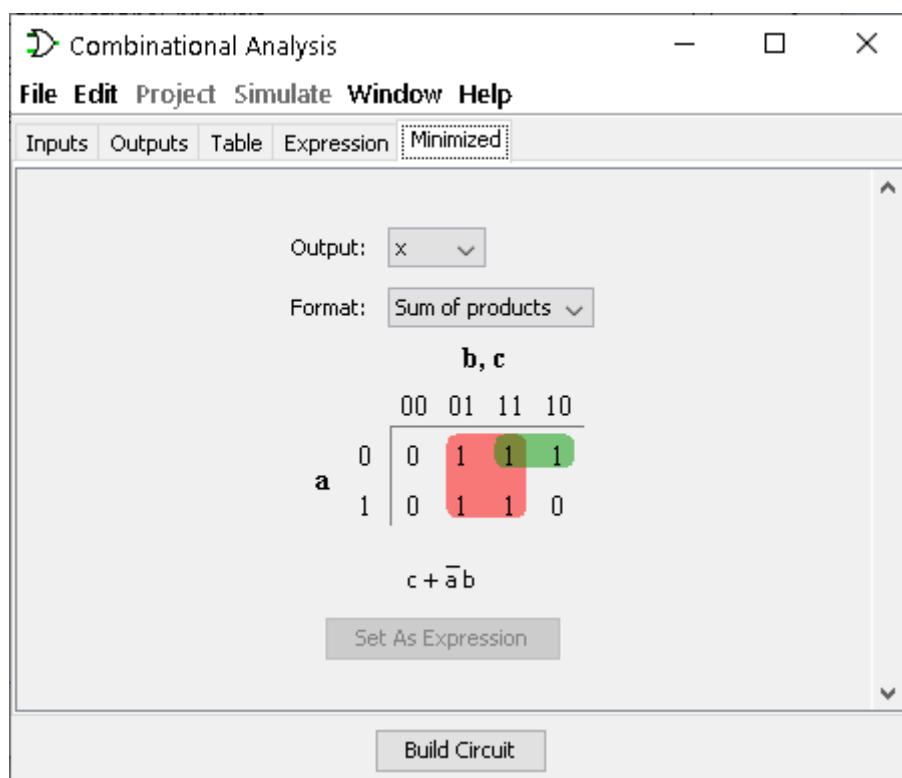 Combinational Analysis
File Edit Project Simulate Window Help
Inputs Outputs Table Expression Minimized
Output: x
Format: Sum of products
b, c
00 01 11 10
0 0 1 1 1
a
1 0 1 1 0
c + a̅ b
Set As Expression
Build Circuit